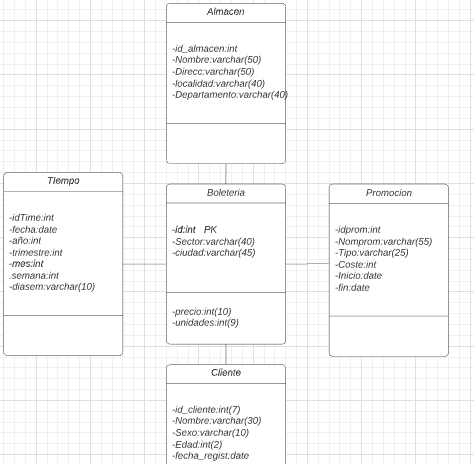 Almacen
-id_almacen:int
-Nombre:varchar(50)
-Direcc:varchar(50)
-localidad:varchar(40)
-Departamento:varchar(40)
TIempo
-idTime:int
-fecha:date
-año:int
-trimestre:int
-mes:int
.semana:int
-diasem:varchar(10)
Boleteria
-id:int PK
-Sector:varchar(40)
-ciudad:varchar(45)
-precio:int(10)
-unidades:int(9)
Promocion
-idprom:int
-Nomprom:varchar(55)
-Tipo:varchar(25)
-Coste:int
-Inicio:date
-fin:date
Cliente
-id_cliente:int(7)
-Nombre:varchar(30)
-Sexo:varchar(10)
-Edad:int(2)
-fecha_regist:date